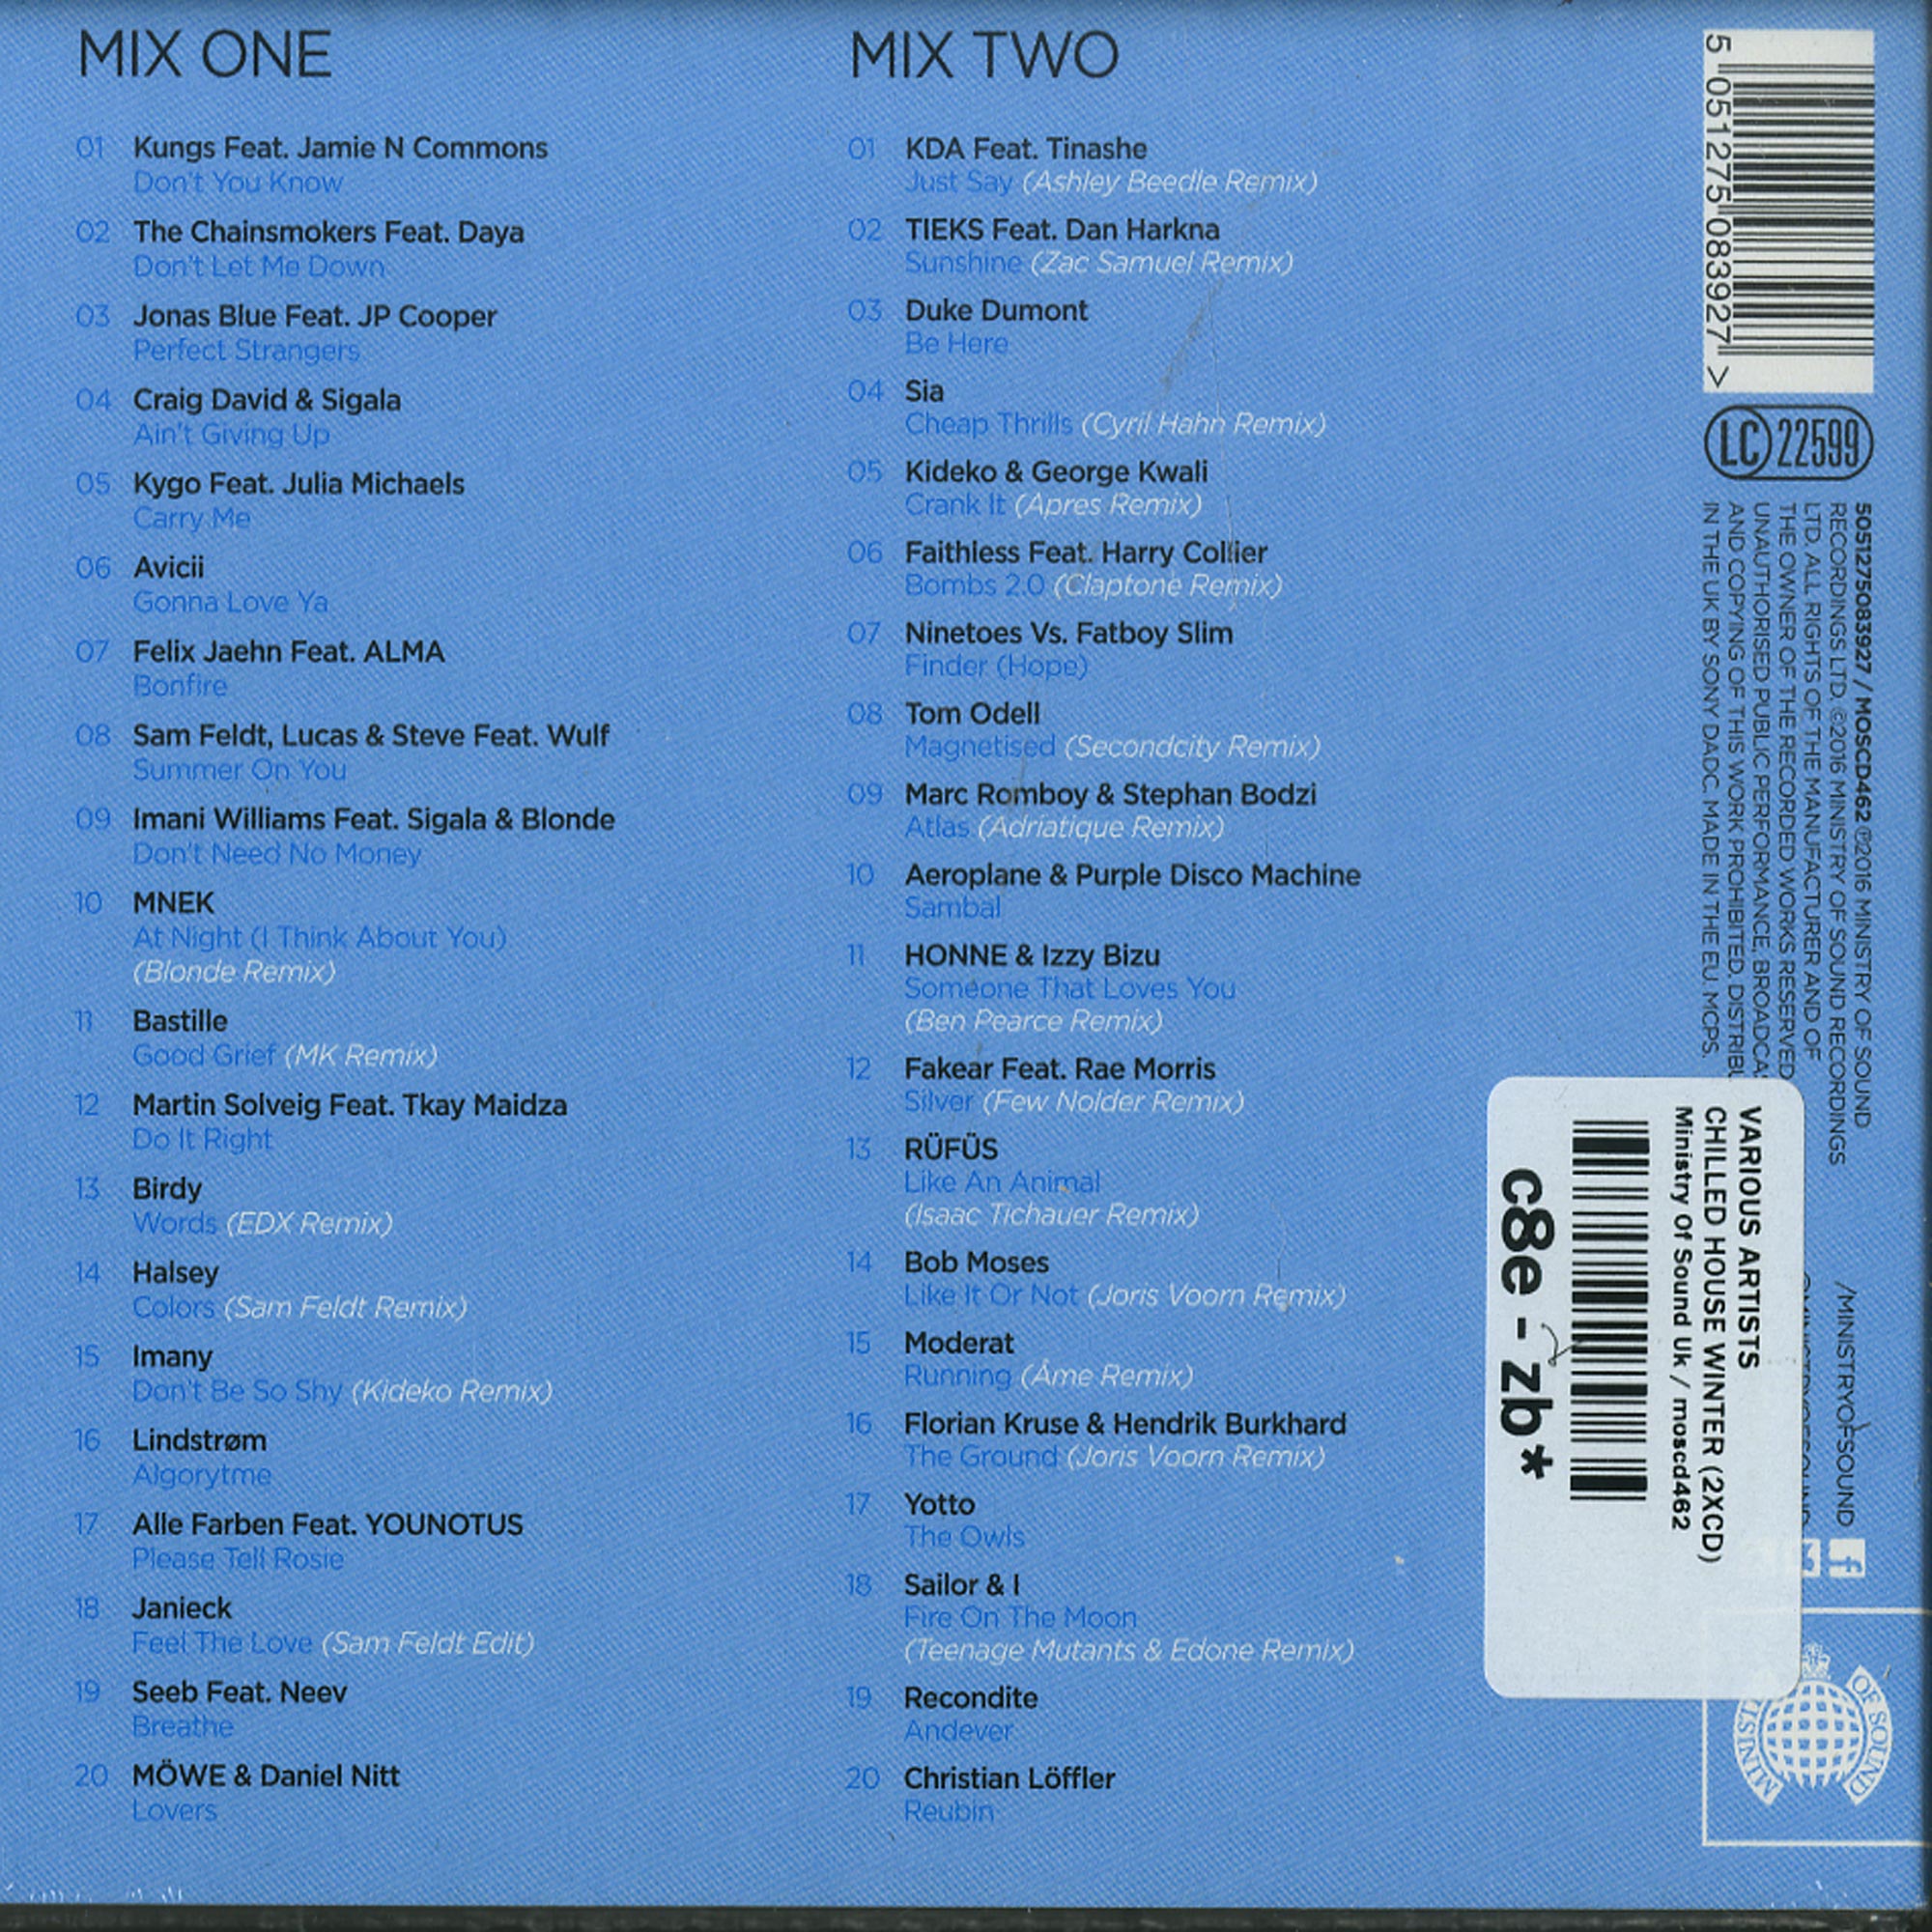 MIX ONE
01 Kungs Feat. Jamie N Commons
Don't You Know
02 The Chainsmokers Feat. Daya
Don't Let Me Down
03 Jonas Blue Feat. JP Cooper
Perfect Strangers
04 Craig David & Sigala
Ain't Giving Up
05 Kygo Feat. Julia Michaels
Carry Me
06 Avicii
Gonna Love Ya
07 Felix Jaehn Feat. ALMA
Bonfire
08 Sam Feldt, Lucas & Steve Feat. Wulf
Summer On You
09 Imani Williams Feat. Sigala & Blonde
Don't Need No Money
10 MNEK
At Night (I Think About You)
(Blonde Remix)
11 Bastille
Good Grief (MK Remix)
12 Martin Solveig Feat. Tkay Maidza
Do It Right
13 Birdy
Words (EDX Remix)
14 Halsey
Colors (Sam Feldt Remix)
15 Imany
Don't Be So Shy (Kideko Remix)
16 Lindstrøm
Algorytme
17 Alle Farben Feat. YOUNOTUS
Please Tell Rosie
18 Janieck
Feel The Love (Sam Feldt Edit)
19 Seeb Feat. Neev
Breathe
20 MÖWE & Daniel Nitt
Lovers
MIX TWO
01 KDA Feat. Tinashe
Just Say (Ashley Beedle Remix)
02 TIEKS Feat. Dan Harkna
Sunshine (Zac Samuel Remix)
03 Duke Dumont
Be Here
04 Sia
Cheap Thrills (Cyril Hahn Remix)
05 Kideko & George Kwali
Crank It (Apres Remix)
06 Faithless Feat. Harry Collier
Bombs 2.0 (Claptone Remix)
07 Ninetoes Vs. Fatboy Slim
Finder (Hope)
08 Tom Odell
Magnetised (Secondcity Remix)
09 Marc Romboy & Stephan Bodzi
Atlas (Adriatique Remix)
10 Aeroplane & Purple Disco Machine
Sambal
11 HONNE & Izzy Bizu
Someone That Loves You
(Ben Pearce Remix)
12 Fakear Feat. Rae Morris
Silver (Few Nolder Remix)
13 RÜFÜS
Like An Animal
(Isaac Tichauer Remix)
14 Bob Moses
Like It Or Not (Joris Voorn Remix)
15 Moderat
Running (Âme Remix)
16 Florian Kruse & Hendrik Burkhard
The Ground (Joris Voorn Remix)
17 Yotto
The Owls
18 Sailor & I
Fire On The Moon
(Teenage Mutants & Edone Remix)
19 Recondite
Andever
20 Christian Löffler
Reubin
5 051275 083927 >
LC 22599
5051275083927 / MOSCD462 ℗2016 MINISTRY OF SOUND
RECORDINGS LTD. ©2016 MINISTRY OF SOUND RECORDINGS
LTD. ALL RIGHTS OF THE MANUFACTURER AND OF
THE OWNER OF THE RECORDED WORKS RESERVED
UNAUTHORISED PUBLIC PERFORMANCE, BROADCA
AND COPYING OF THIS WORK PROHIBITED. DISTRIBU
IN THE UK BY SONY DADC. MADE IN THE EU. MCPS.
/MINISTRYOFSOUND
VARIOUS ARTISTS
CHILLED HOUSE WINTER (2XCD)
Ministry Of Sound Uk / moscd462
c8e - zb*
MINIST
OF SOUND